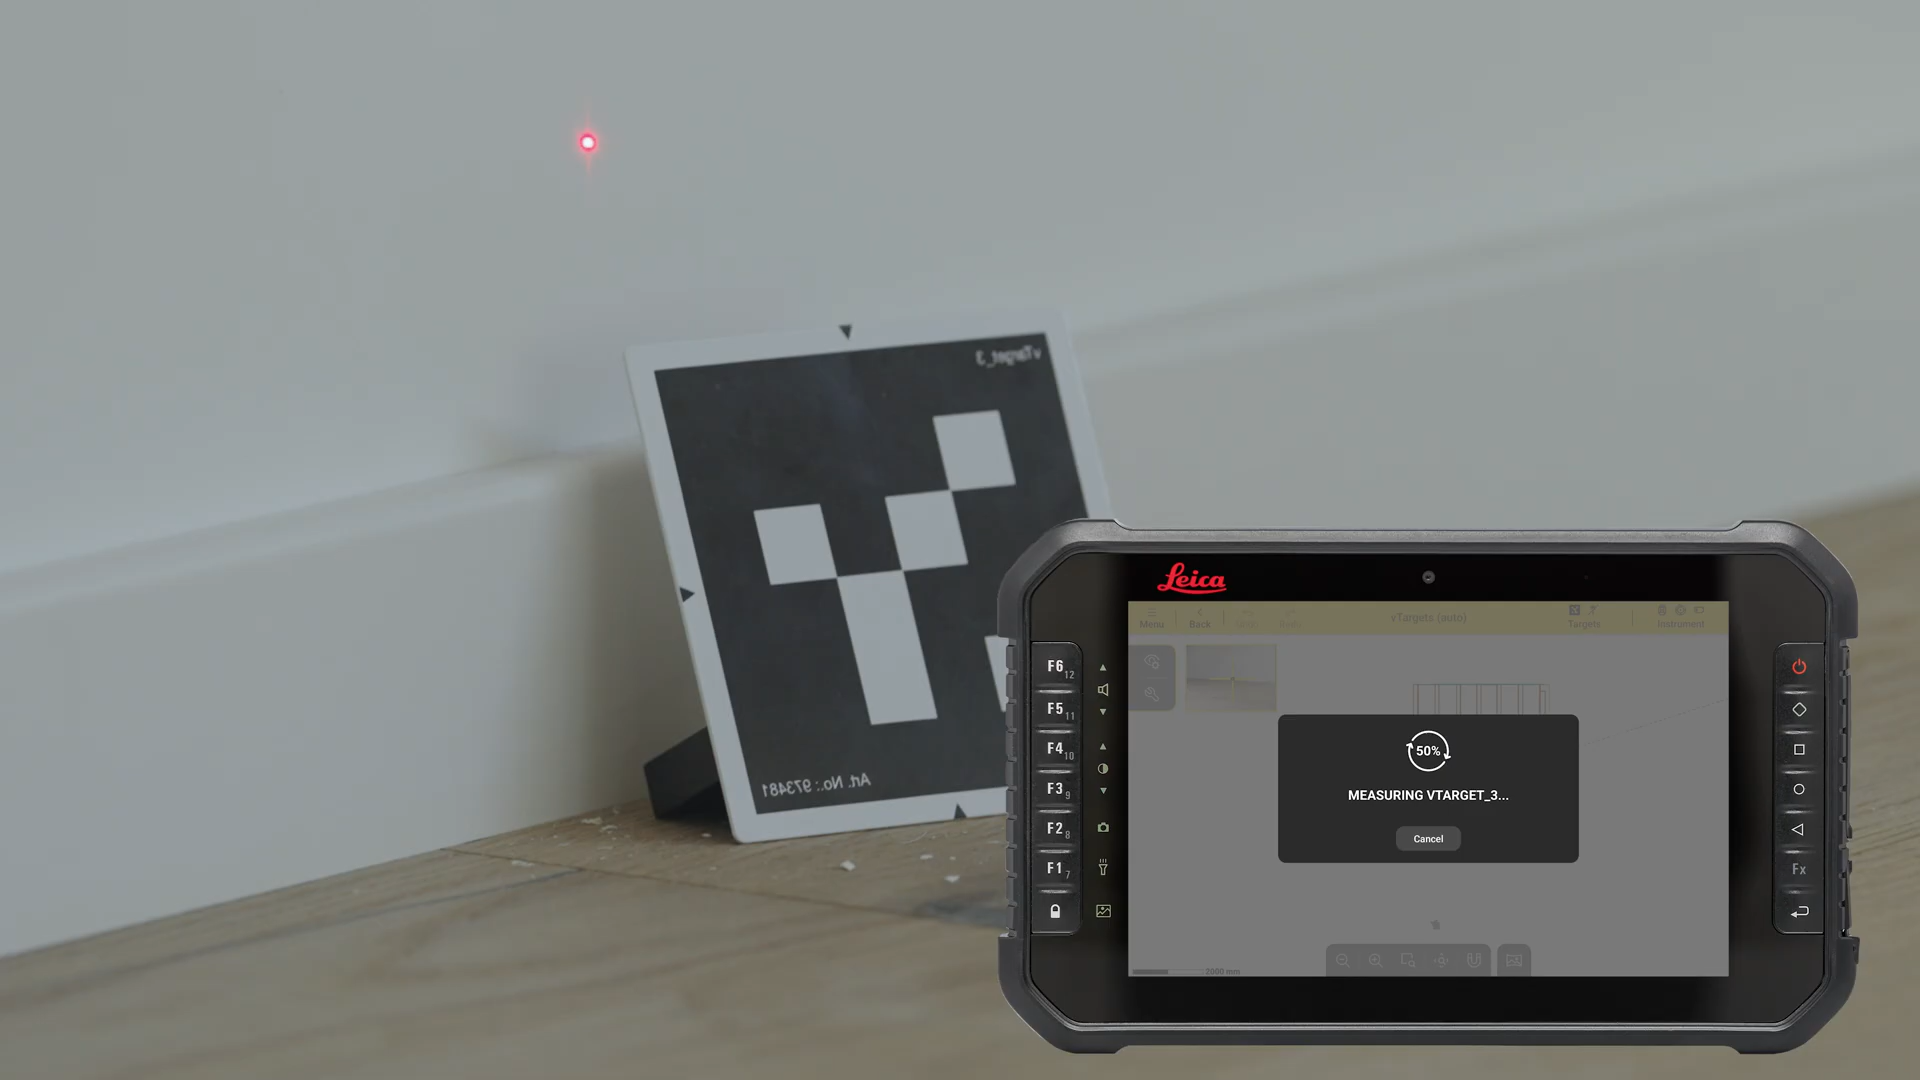 vTarget_3
Art. No.: 973481
Leica
Menu
Back
vTargets (auto)
Targets
Instrument
F6 12
F5 11
F4 10
F3 9
F2 8
F1 7
Fx
50%
MEASURING VTARGET_3...
Cancel
2000 mm